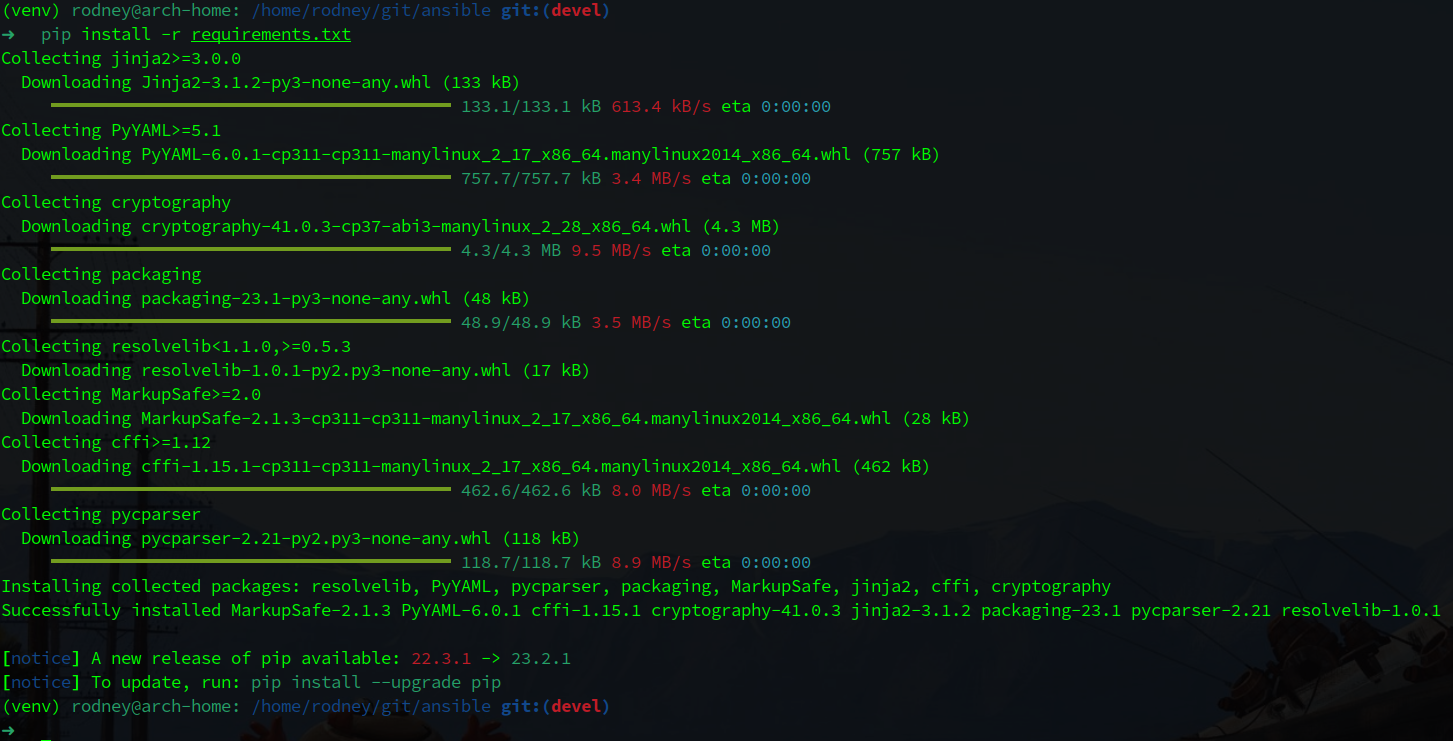 (venv) rodney@arch-home: /home/rodney/git/ansible git:(devel)
➜  pip install -r requirements.txt
Collecting jinja2>=3.0.0
  Downloading Jinja2-3.1.2-py3-none-any.whl (133 kB)
133.1/133.1 kB 613.4 kB/s eta 0:00:00
Collecting PyYAML>=5.1
  Downloading PyYAML-6.0.1-cp311-cp311-manylinux_2_17_x86_64.manylinux2014_x86_64.whl (757 kB)
757.7/757.7 kB 3.4 MB/s eta 0:00:00
Collecting cryptography
  Downloading cryptography-41.0.3-cp37-abi3-manylinux_2_28_x86_64.whl (4.3 MB)
4.3/4.3 MB 9.5 MB/s eta 0:00:00
Collecting packaging
  Downloading packaging-23.1-py3-none-any.whl (48 kB)
48.9/48.9 kB 3.5 MB/s eta 0:00:00
Collecting resolvelib<1.1.0,>=0.5.3
  Downloading resolvelib-1.0.1-py2.py3-none-any.whl (17 kB)
Collecting MarkupSafe>=2.0
  Downloading MarkupSafe-2.1.3-cp311-cp311-manylinux_2_17_x86_64.manylinux2014_x86_64.whl (28 kB)
Collecting cffi>=1.12
  Downloading cffi-1.15.1-cp311-cp311-manylinux_2_17_x86_64.manylinux2014_x86_64.whl (462 kB)
462.6/462.6 kB 8.0 MB/s eta 0:00:00
Collecting pycparser
  Downloading pycparser-2.21-py2.py3-none-any.whl (118 kB)
118.7/118.7 kB 8.9 MB/s eta 0:00:00
Installing collected packages: resolvelib, PyYAML, pycparser, packaging, MarkupSafe, jinja2, cffi, cryptography
Successfully installed MarkupSafe-2.1.3 PyYAML-6.0.1 cffi-1.15.1 cryptography-41.0.3 jinja2-3.1.2 packaging-23.1 pycparser-2.21 resolvelib-1.0.1
[notice] A new release of pip available: 22.3.1 -> 23.2.1
[notice] To update, run: pip install --upgrade pip
(venv) rodney@arch-home: /home/rodney/git/ansible git:(devel)
➜